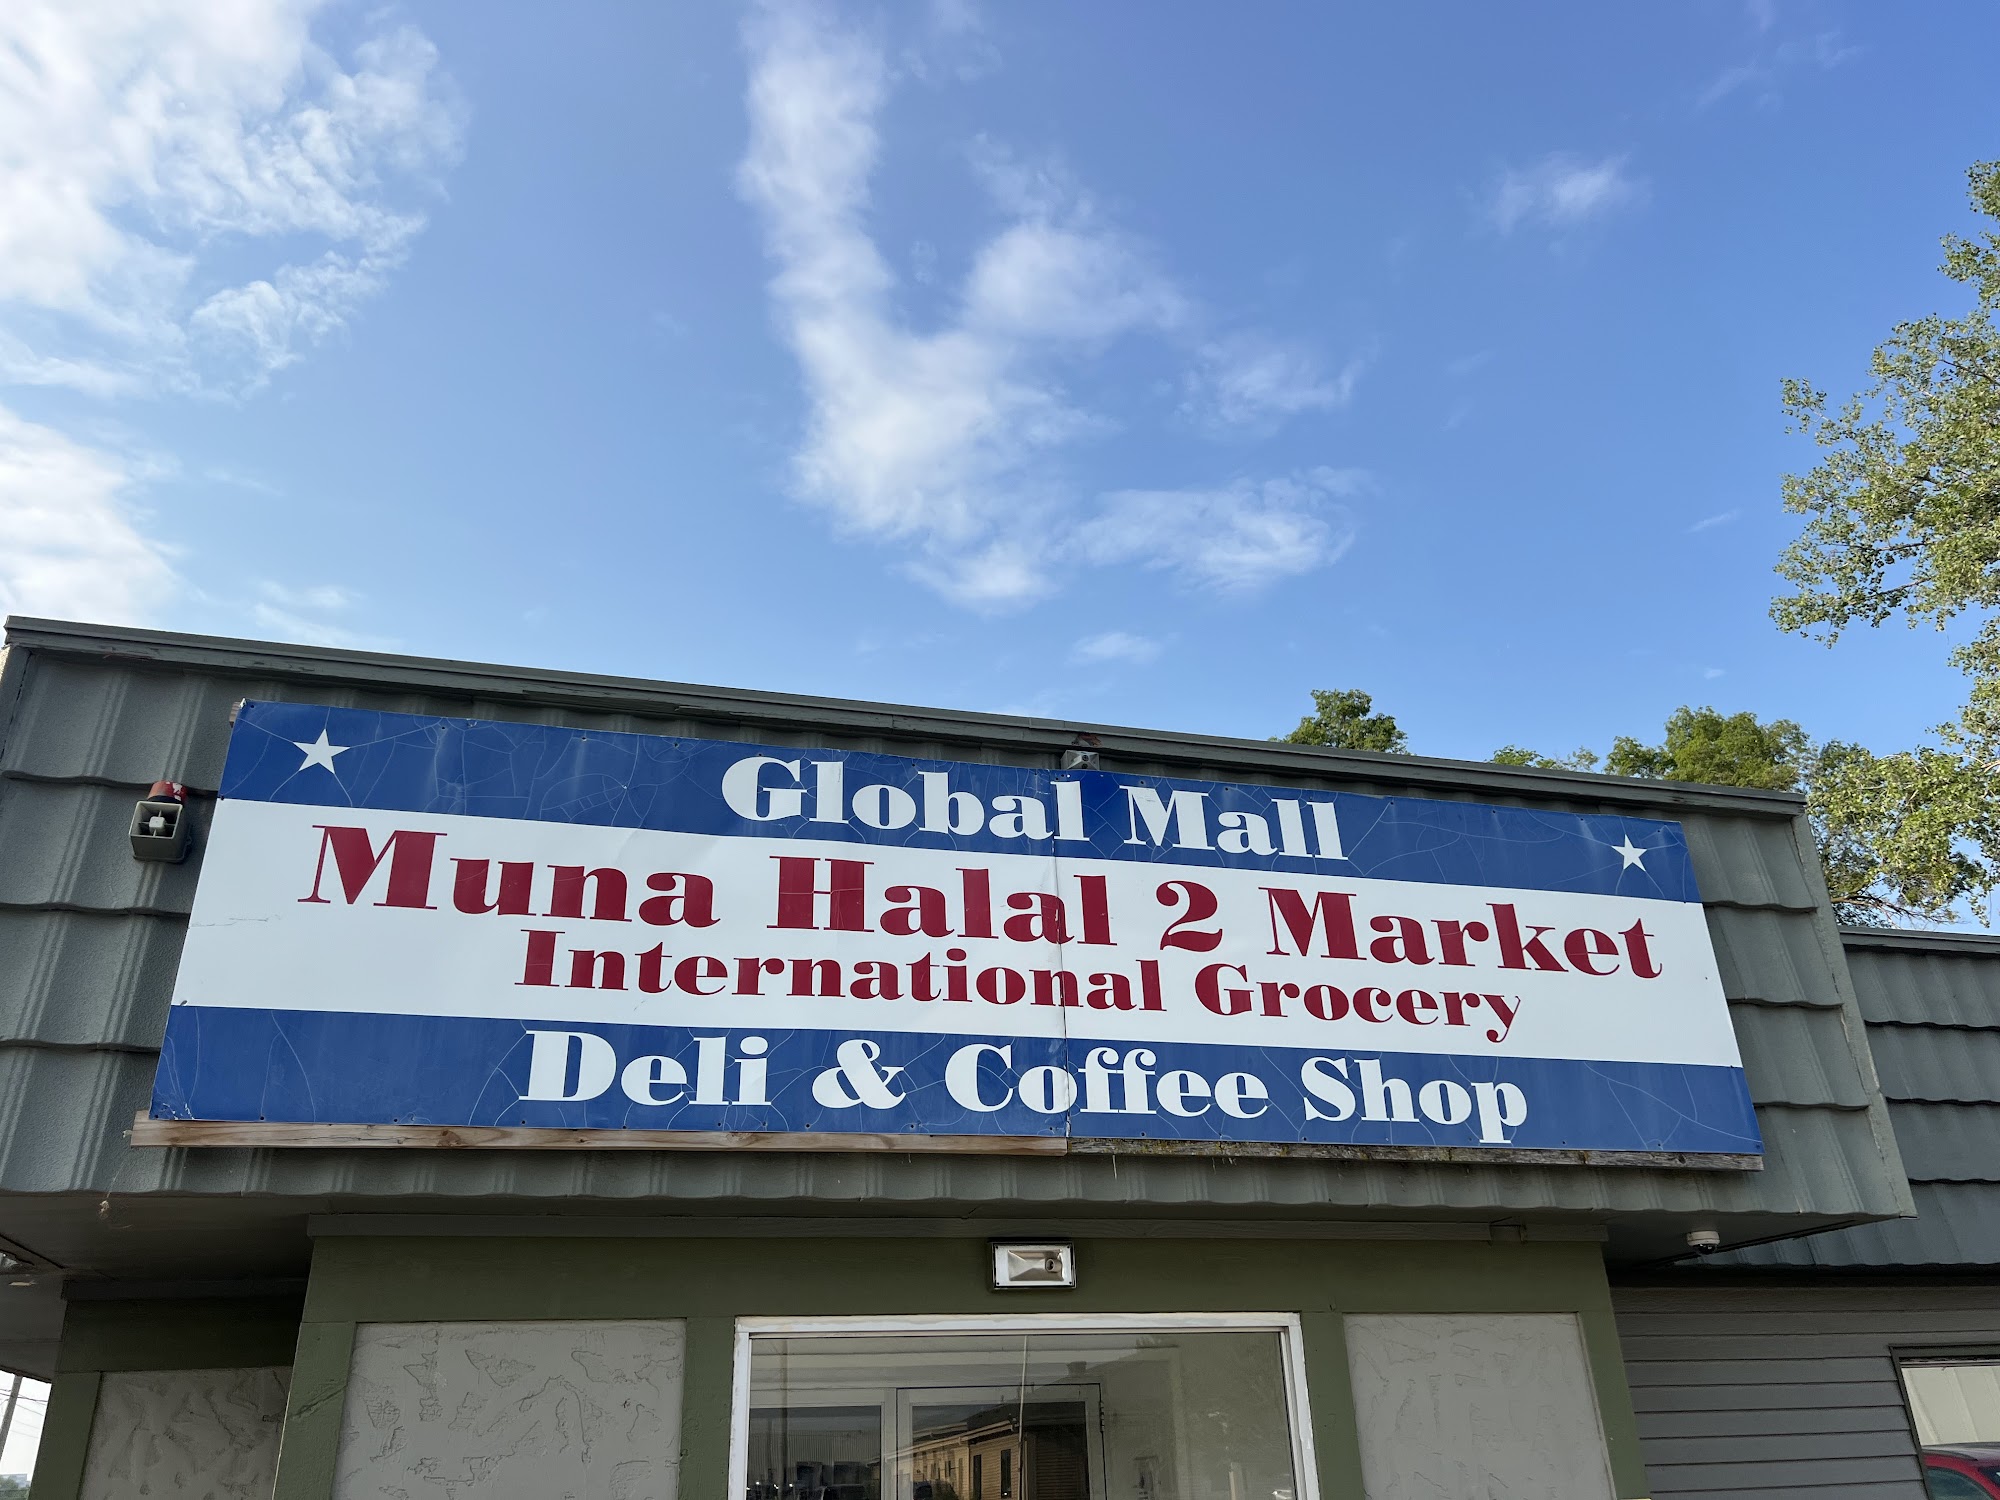 Global Mall
Muna Halal 2 Market
International Grocery
Deli & Coffee Shop